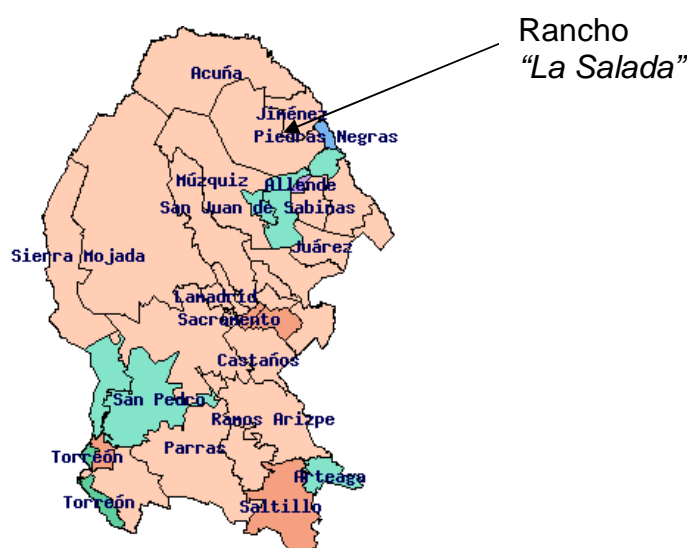 Rancho
“La Salada”
Acuña
Jiménez
Piedras Negras
Múzquiz
Allende
San Juan de Sabinas
Juárez
Sierra Mojada
Lamadrid
Sacramento
Castaños
San Pedro
Ramos Arizpe
Parras
Torreón
Arteaga
Torreón
Saltillo